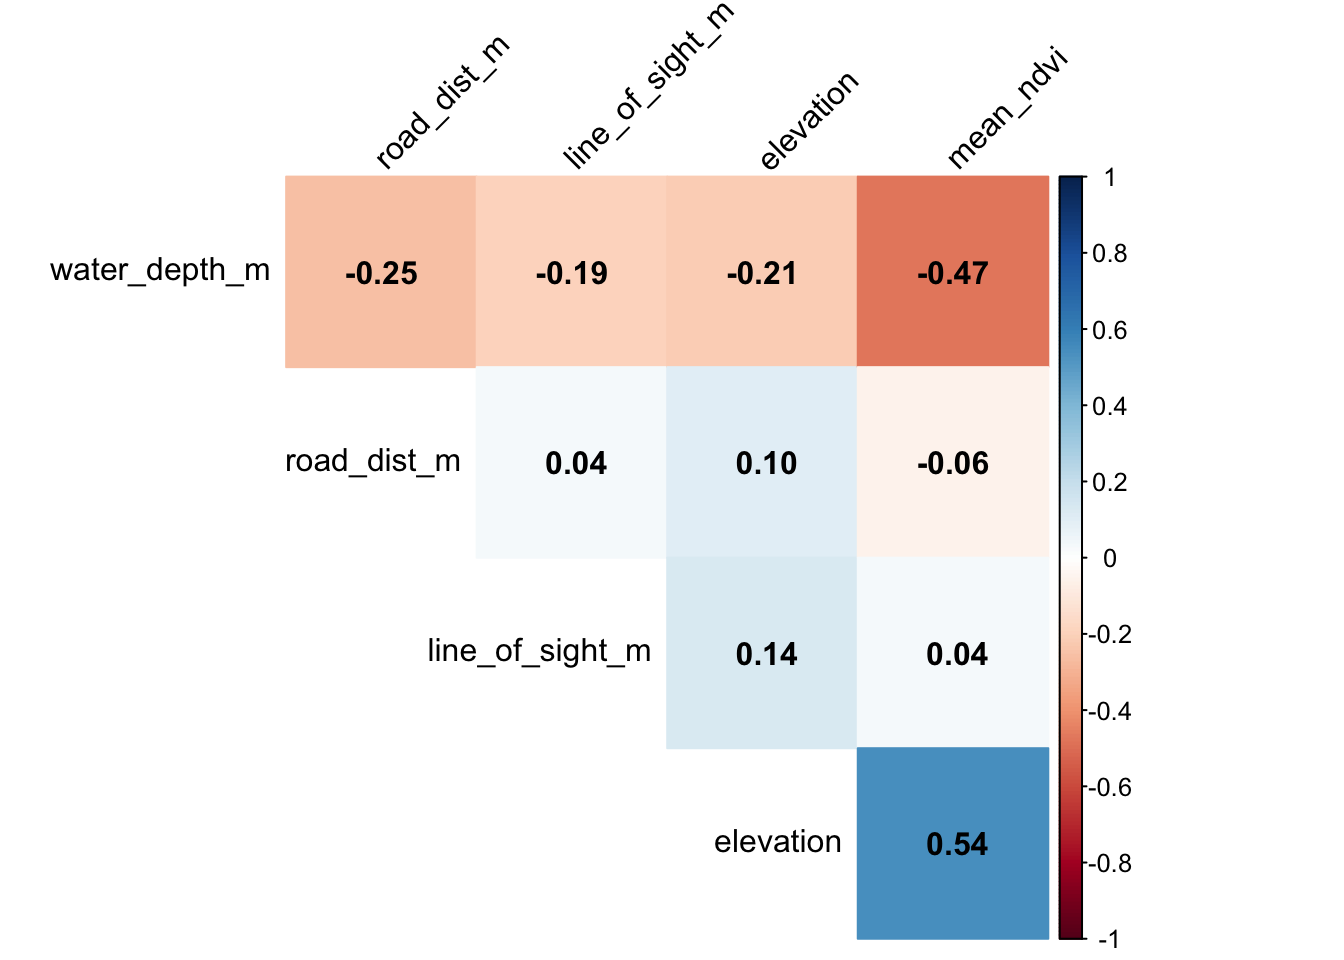 road_dist_m
line_of_sight_m
elevation
mean_ndvi
water_depth_m -0.25 -0.19 -0.21 -0.47
road_dist_m 0.04 0.10 -0.06
line_of_sight_m 0.14 0.04
elevation 0.54
1
0.8
0.6
0.4
0.2
0
-0.2
-0.4
-0.6
-0.8
-1